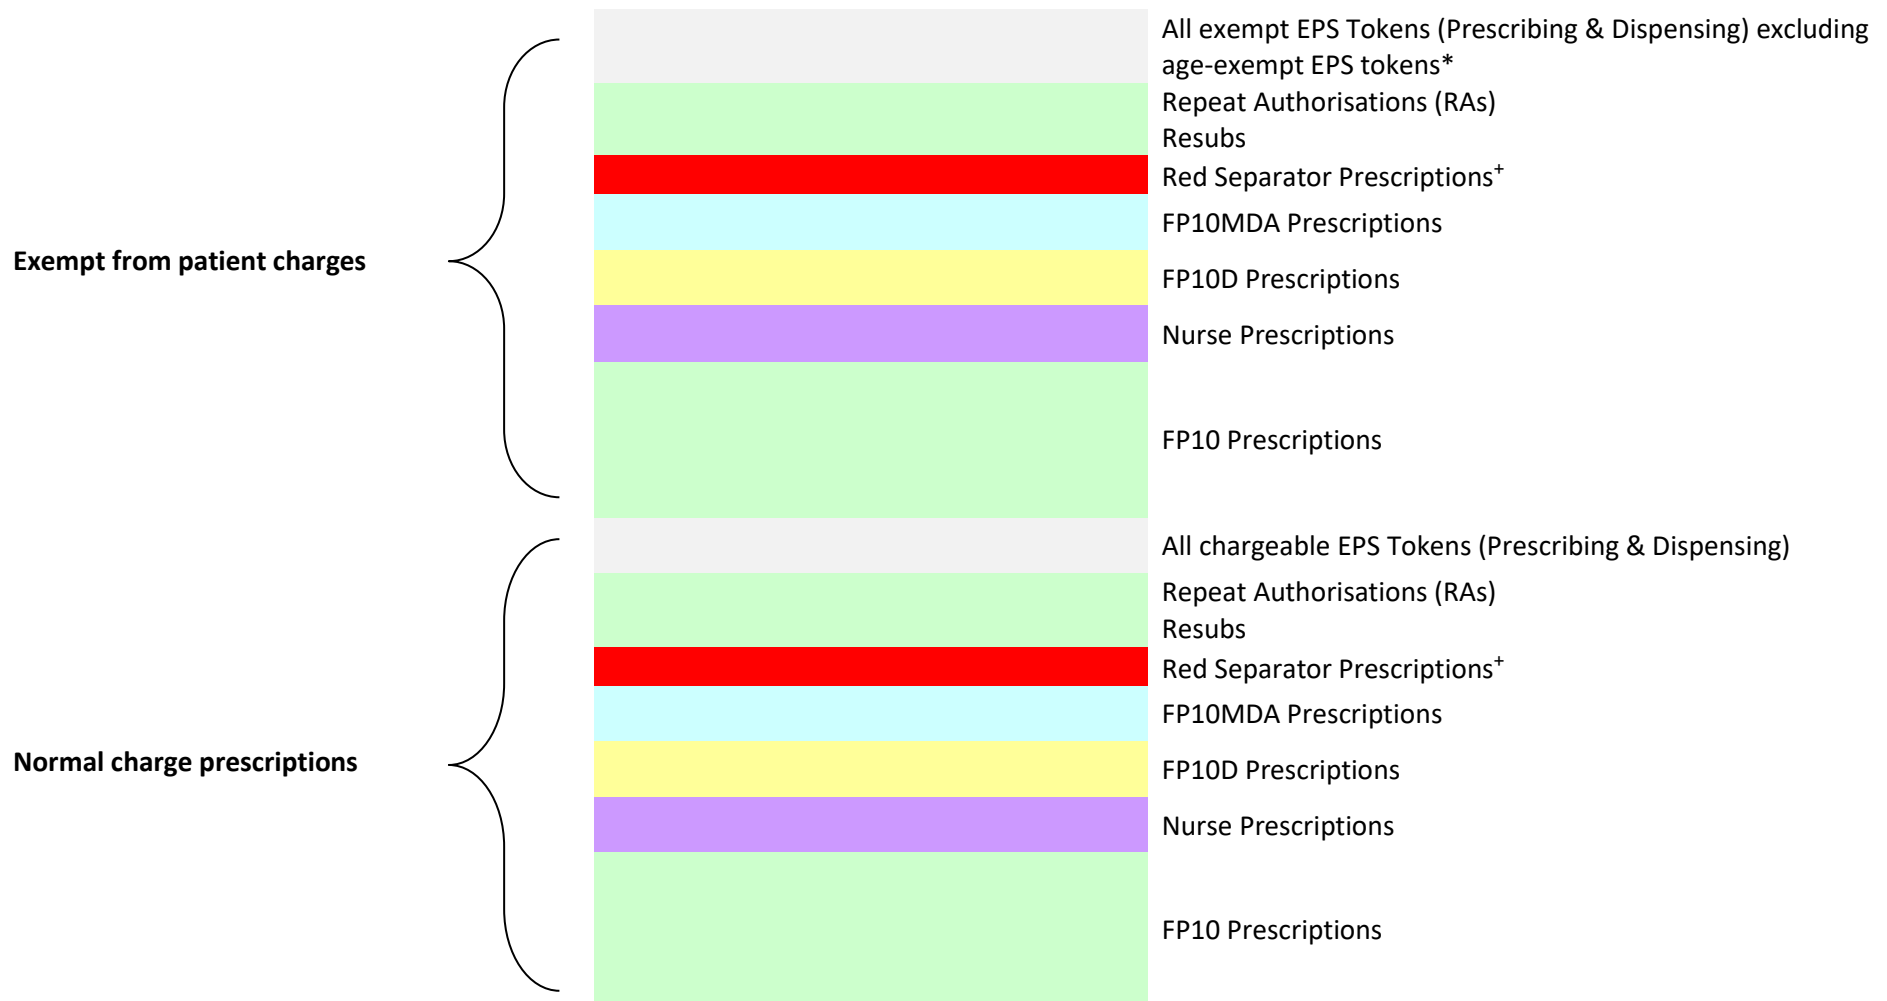 All exempt EPS Tokens (Prescribing & Dispensing) excluding
age-exempt EPS tokens*
Repeat Authorisations (RAs)
Resubs
Red Separator Prescriptions⁺
FP10MDA Prescriptions
Exempt from patient charges
FP10D Prescriptions
Nurse Prescriptions
FP10 Prescriptions
All chargeable EPS Tokens (Prescribing & Dispensing)
Repeat Authorisations (RAs)
Resubs
Red Separator Prescriptions⁺
FP10MDA Prescriptions
Normal charge prescriptions
FP10D Prescriptions
Nurse Prescriptions
FP10 Prescriptions